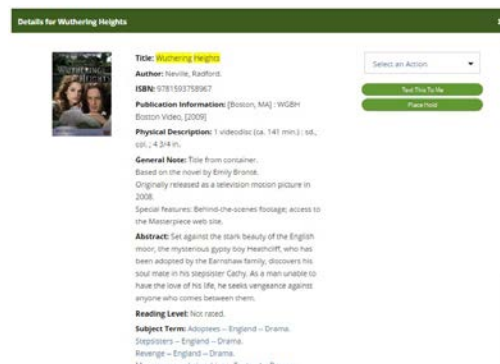 Details for Wuthering Heights
WUTHERING
HEIGHTS
Title: Wuthering Heights
Author: Neville, Radford.
ISBN: 9781593758967
Publication Information: [Boston, MA] : WGBH
Boston Video, [2009]
Physical Description: 1 videodisc (ca. 141 min.) : sd.,
col. ; 4 3/4 in.
General Note: Title from container.
Based on the novel by Emily Brontë.
Originally released as a television motion picture in
2008.
Special features: Behind-the-scenes footage; access to
the Masterpiece web site.
Abstract: Set against the stark beauty of the English
moor, the mysterious gypsy boy Heathcliff, who has
been adopted by the Earnshaw family, discovers his
soul mate in his stepsister Cathy. As a man unable to
have the love of his life, he seeks vengeance against
anyone who comes between them.
Reading Level: Not rated.
Subject Term: Adoptees -- England -- Drama.
Stepsisters -- England -- Drama.
Revenge -- England -- Drama.
Select an Action
Text This To Me
Place Hold